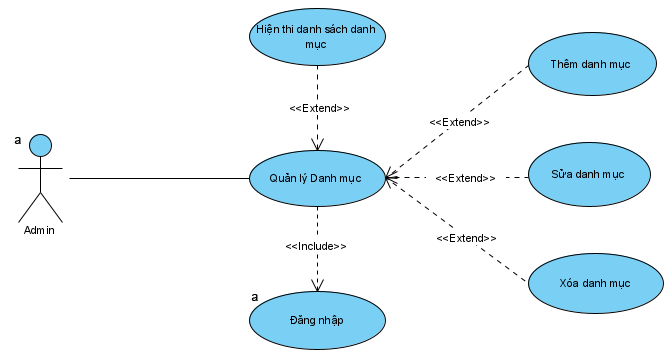 Hiện thi danh sách danh
mục
Thêm danh mục
<<Extend>>
<<Extend>>
a
Quản lý Danh mục
<<Extend>>
Sửa danh mục
Admin
<<Extend>>
<<Include>>
Xóa danh mục
a
Đăng nhập